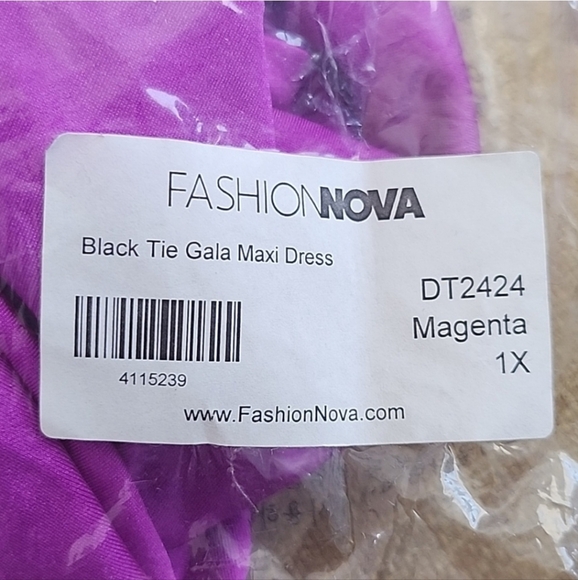 FASHIONNOVA
Black Tie Gala Maxi Dress
DT2424
Magenta
1X
4115239
www.FashionNova.com